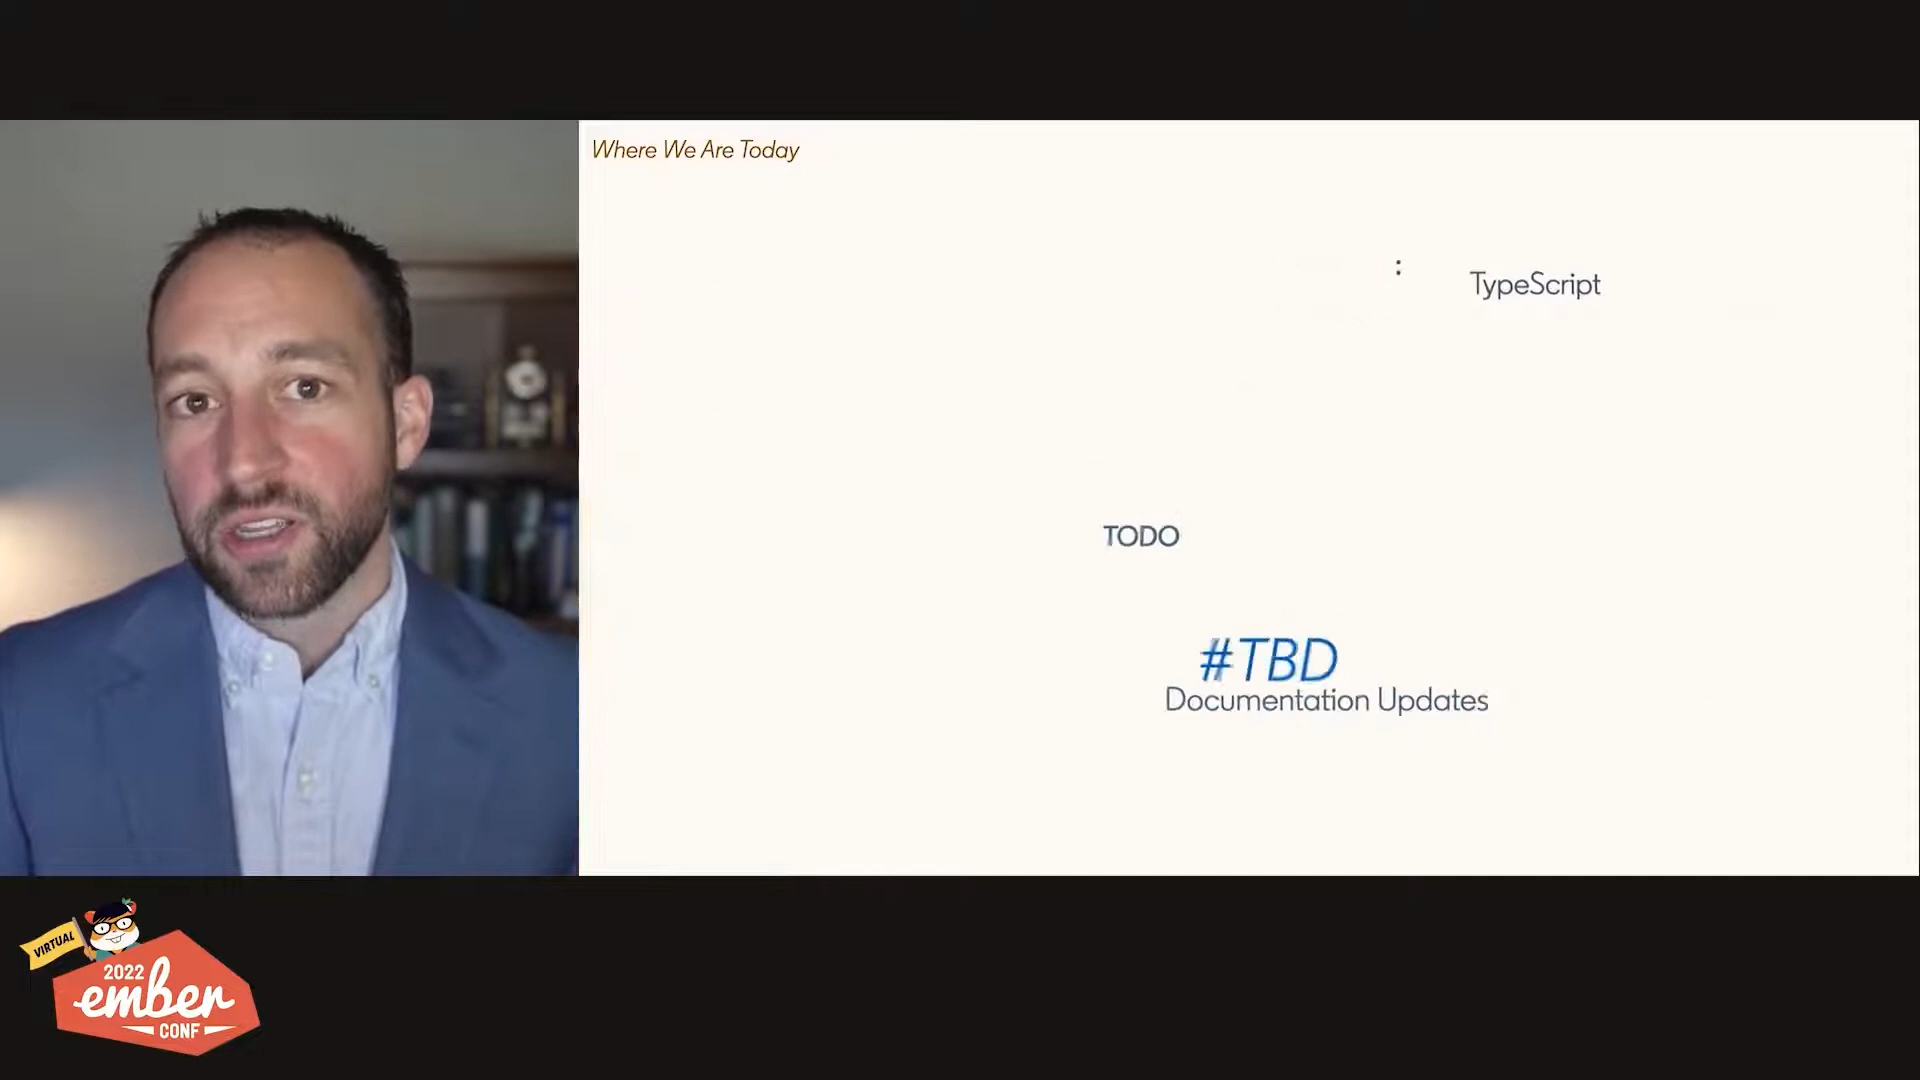 Where We Are Today
:
TypeScript
TODO
#TBD
Documentation Updates
VIRTUAL
2022
ember
CONF